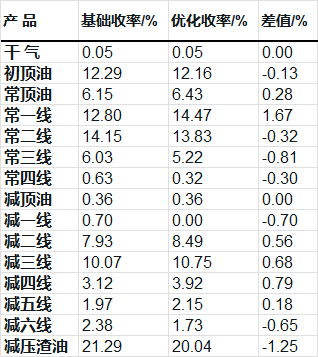 产 品 基础收率/% 优化收率/% 差值/%
干 气 0.05 0.05 0.00
初顶油 12.29 12.16 -0.13
常顶油 6.15 6.43 0.28
常一线 12.80 14.47 1.67
常二线 14.15 13.83 -0.32
常三线 6.03 5.22 -0.81
常四线 0.63 0.32 -0.30
减顶油 0.36 0.36 0.00
减一线 0.70 0.00 -0.70
减二线 7.93 8.49 0.56
减三线 10.07 10.75 0.68
减四线 3.12 3.92 0.79
减五线 1.97 2.15 0.18
减六线 2.38 1.73 -0.65
减压渣油 21.29 20.04 -1.25